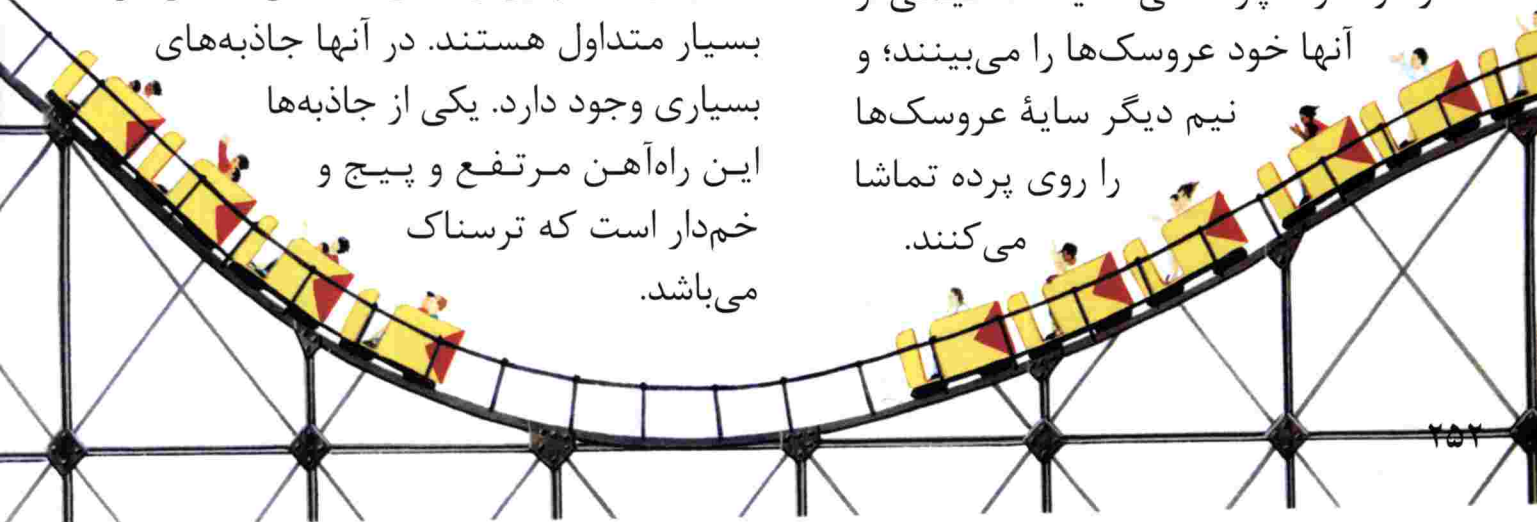 آنها خود عروسک‌ها را می‌بینند؛ و
نیم دیگر سایهٔ عروسک‌ها
را روی پرده تماشا
می‌کنند.
بسیار متداول هستند. در آنها جاذبه‌های
بسیاری وجود دارد. یکی از جاذبه‌ها
این راه‌آهن مرتفع و پیچ و
خم‌دار است که ترسناک
می‌باشد.
۲۵۲